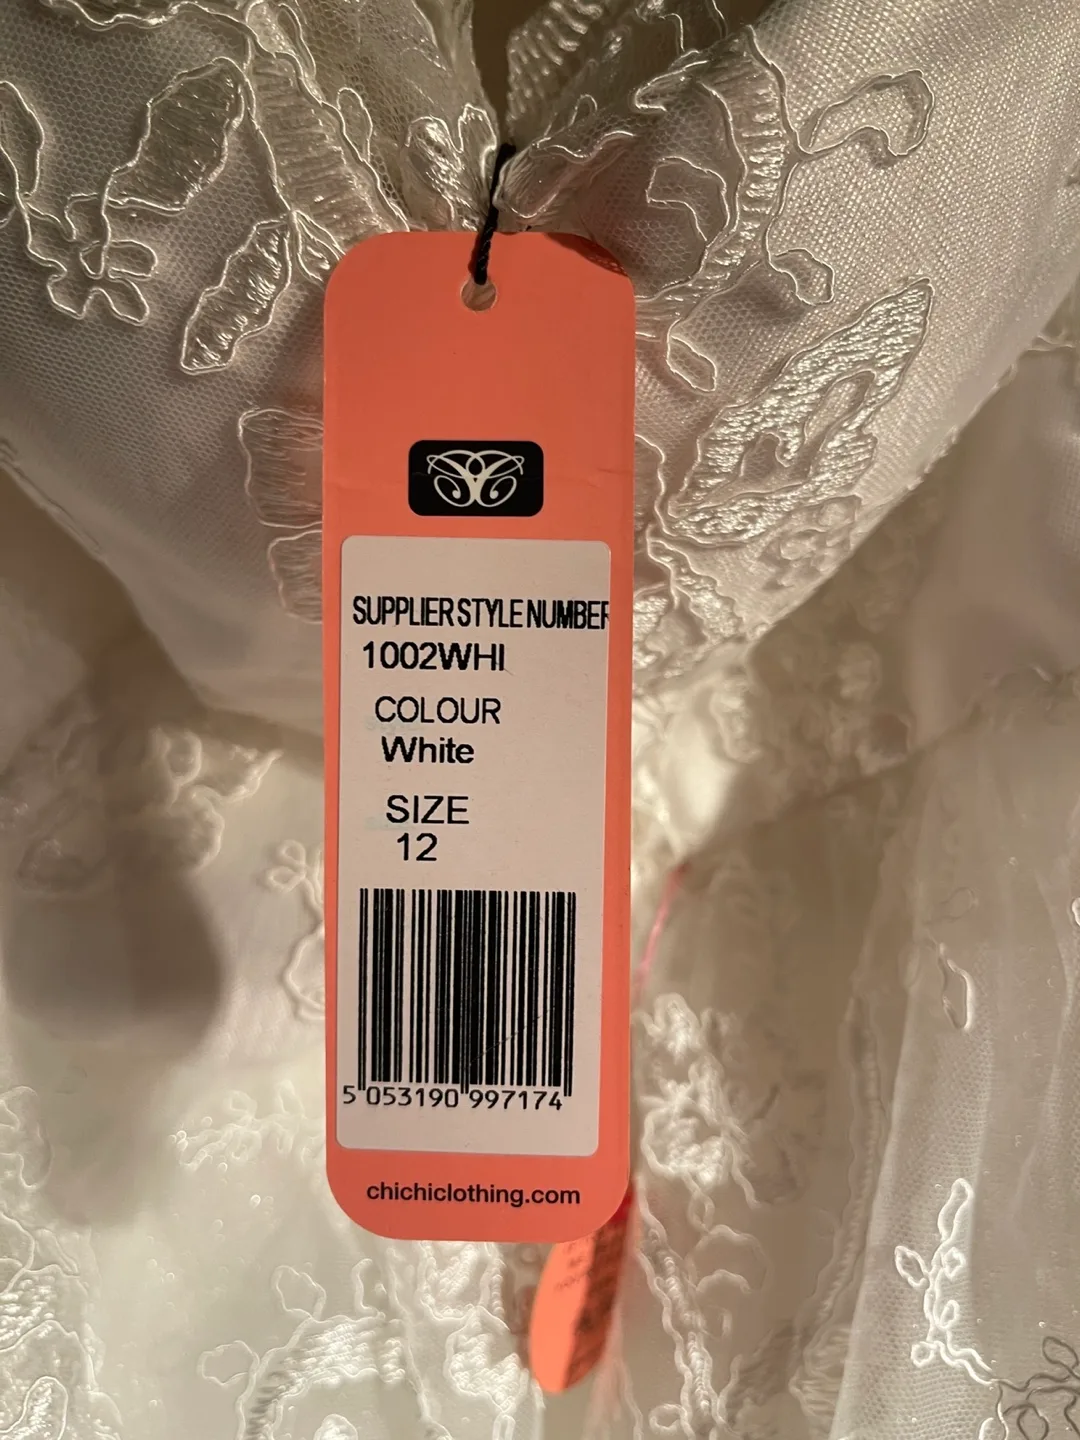 SUPPLIER STYLE NUMBER
1002WHI
COLOUR
White
SIZE
12
5 053190 997174
chichiclothing.com